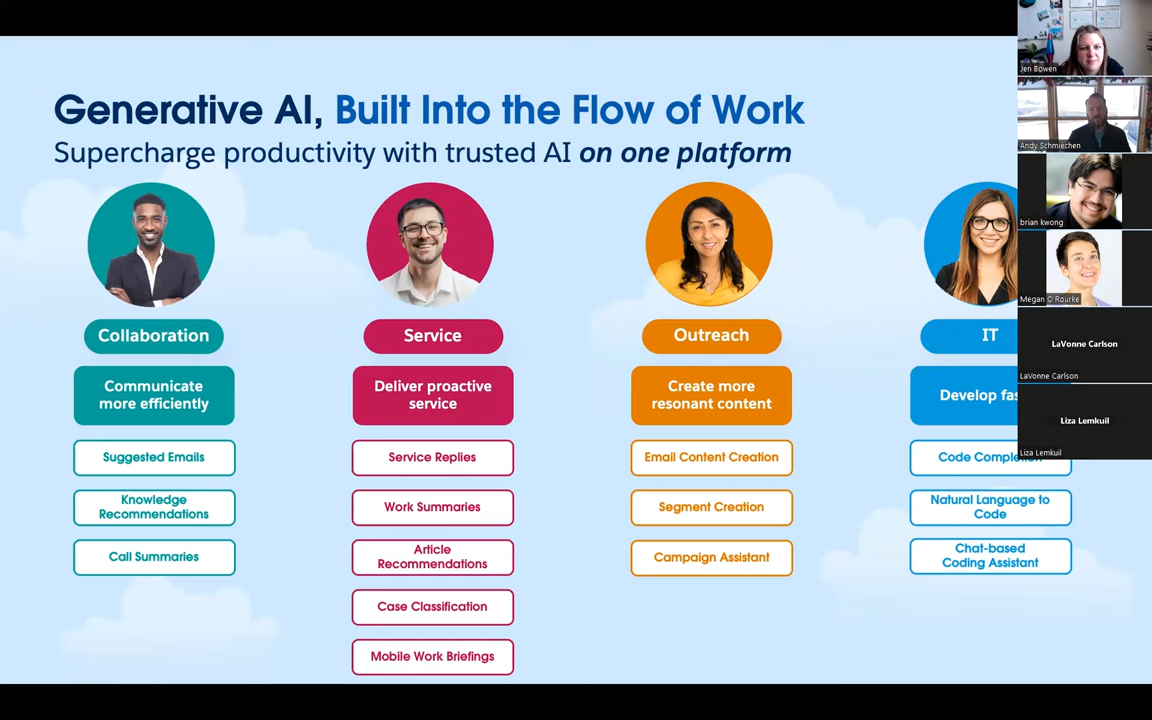 Generative AI, Built Into the Flow of Work
Supercharge productivity with trusted AI on one platform
Collaboration
Communicate
more efficiently
Suggested Emails
Knowledge
Recommendations
Call Summaries
Service
Deliver proactive
service
Service Replies
Work Summaries
Article
Recommendations
Case Classification
Mobile Work Briefings
Outreach
Create more
resonant content
Email Content Creation
Segment Creation
Campaign Assistant
IT
Develop
Code
Natural Language to
Code
Chat-based
Coding Assistant
Jen Bowen
Andy Schmiechen
brian kwong
Megan O Rourke
LaVonne Carlson
LaVonne Carlson
Liza Lemkuil
Liza Lemkuil